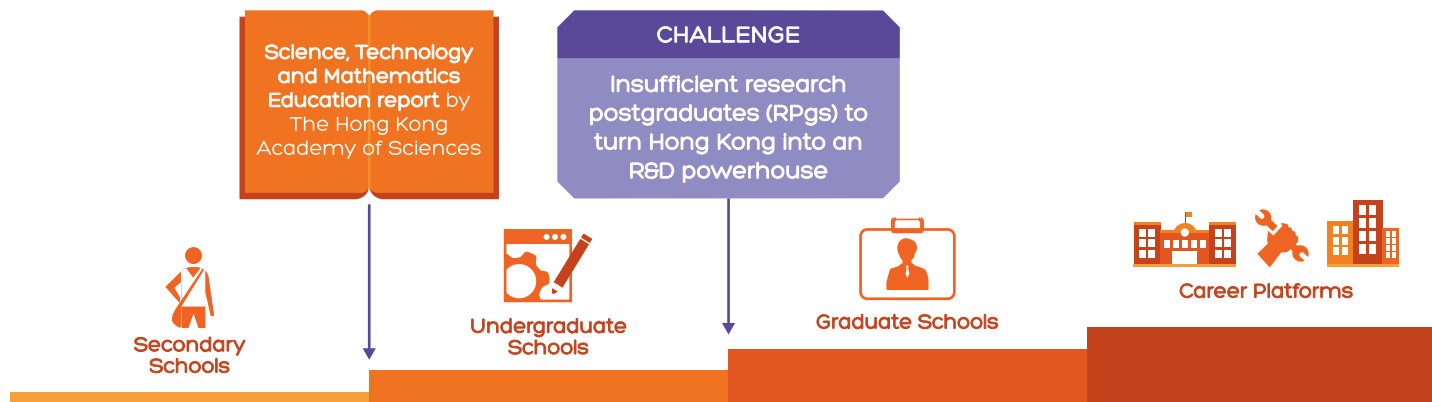 Science, Technology
and Mathematics
Education report by
The Hong Kong
Academy of Sciences
CHALLENGE
Insufficient research
postgraduates (RPgs) to
turn Hong Kong into an
R&D powerhouse
Secondary
Schools
Undergraduate
Schools
Graduate Schools
Career Platforms